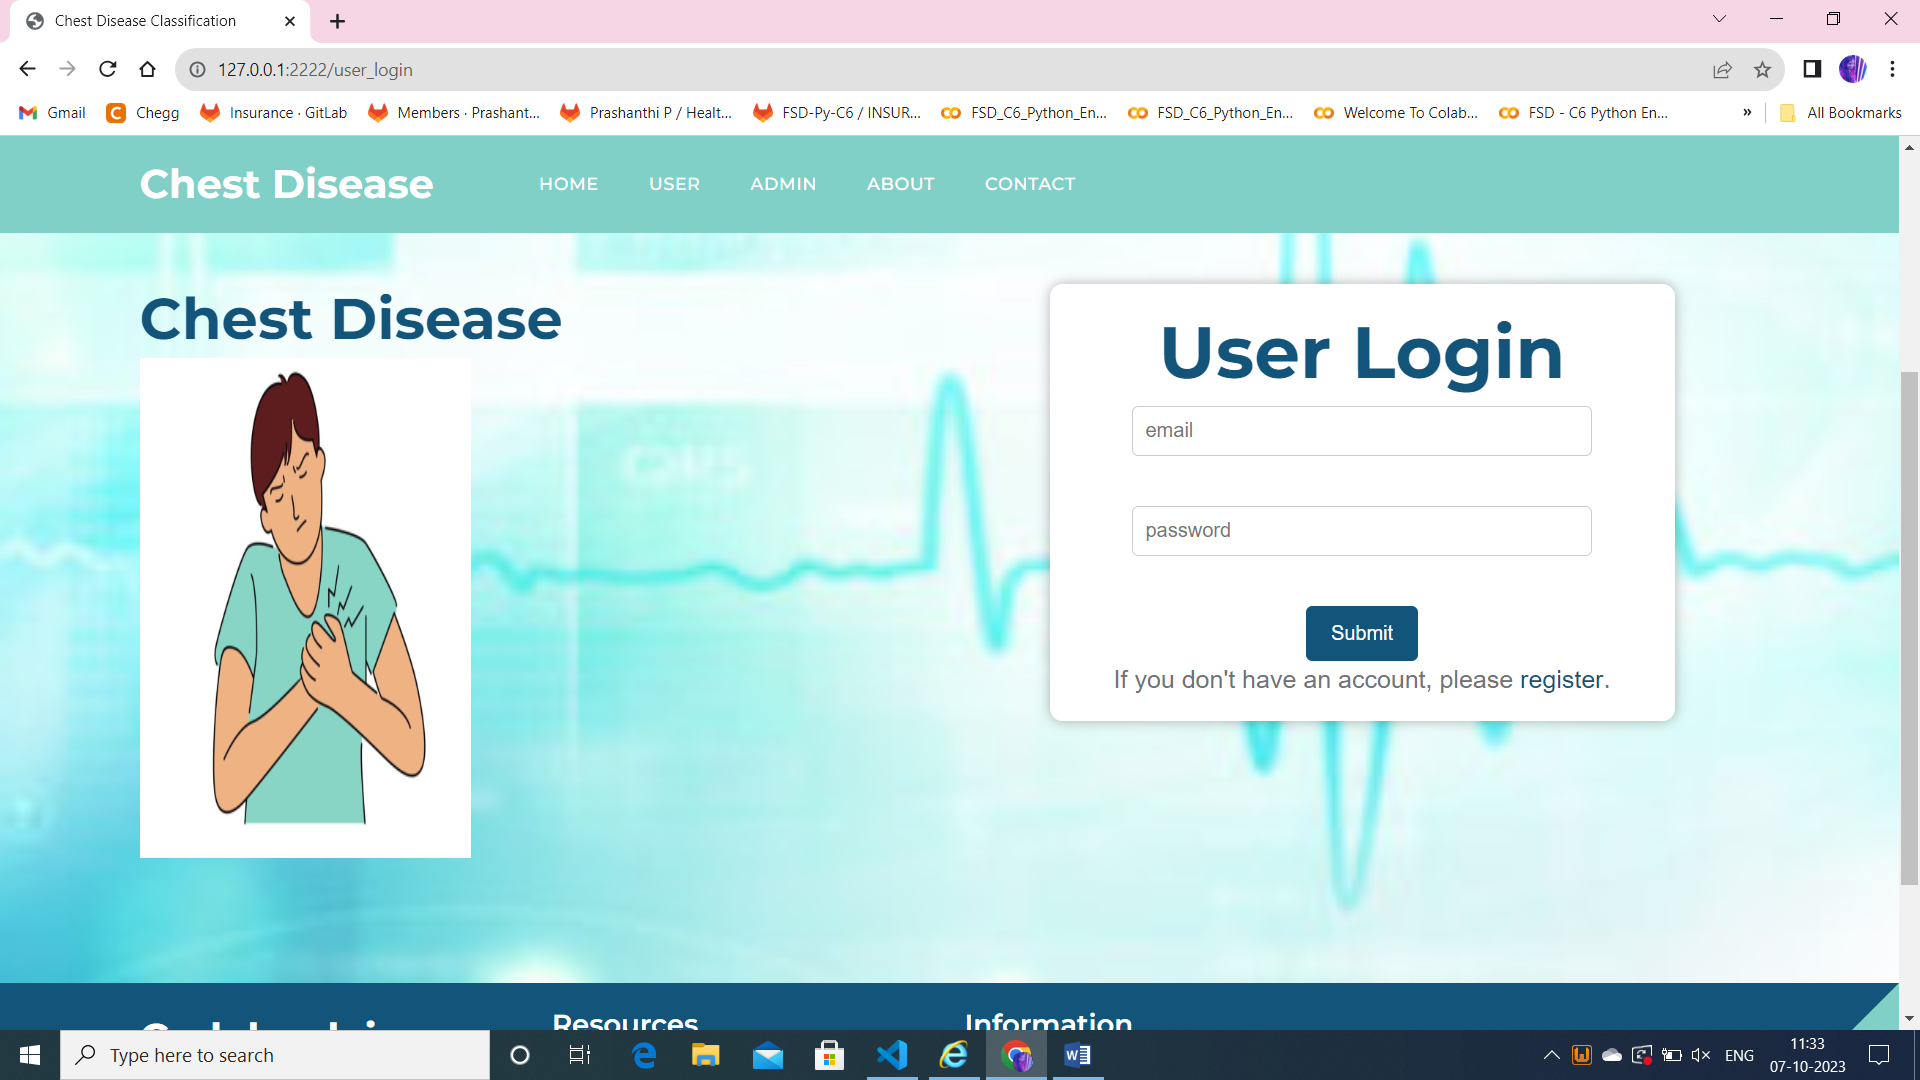 Chest Disease Classification
127.0.0.1:2222/user_login
Gmail
Chegg
Insurance · GitLab
Members · Prashant...
Prashanthi P / Healt...
FSD-Py-C6 / INSUR...
FSD_C6_Python_En...
FSD_C6_Python_En...
Welcome To Colab...
FSD - C6 Python En...
»
All Bookmarks
Chest Disease
HOME
USER
ADMIN
ABOUT
CONTACT
Chest Disease
User Login
email
password
Submit
If you don't have an account, please register.
Resources
Information
Type here to search
ENG
11:33
07-10-2023